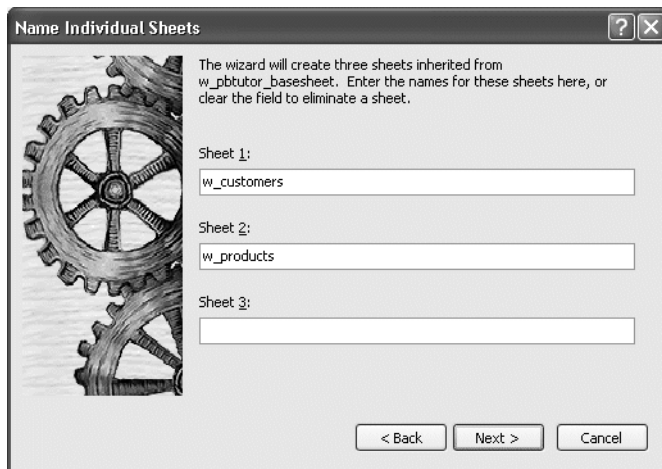 Name Individual Sheets
The wizard will create three sheets inherited from
w_pbtutor_basesheet. Enter the names for these sheets here, or
clear the field to eliminate a sheet.
Sheet 1:
w_customers
Sheet 2:
w_products
Sheet 3:
< Back Next > Cancel